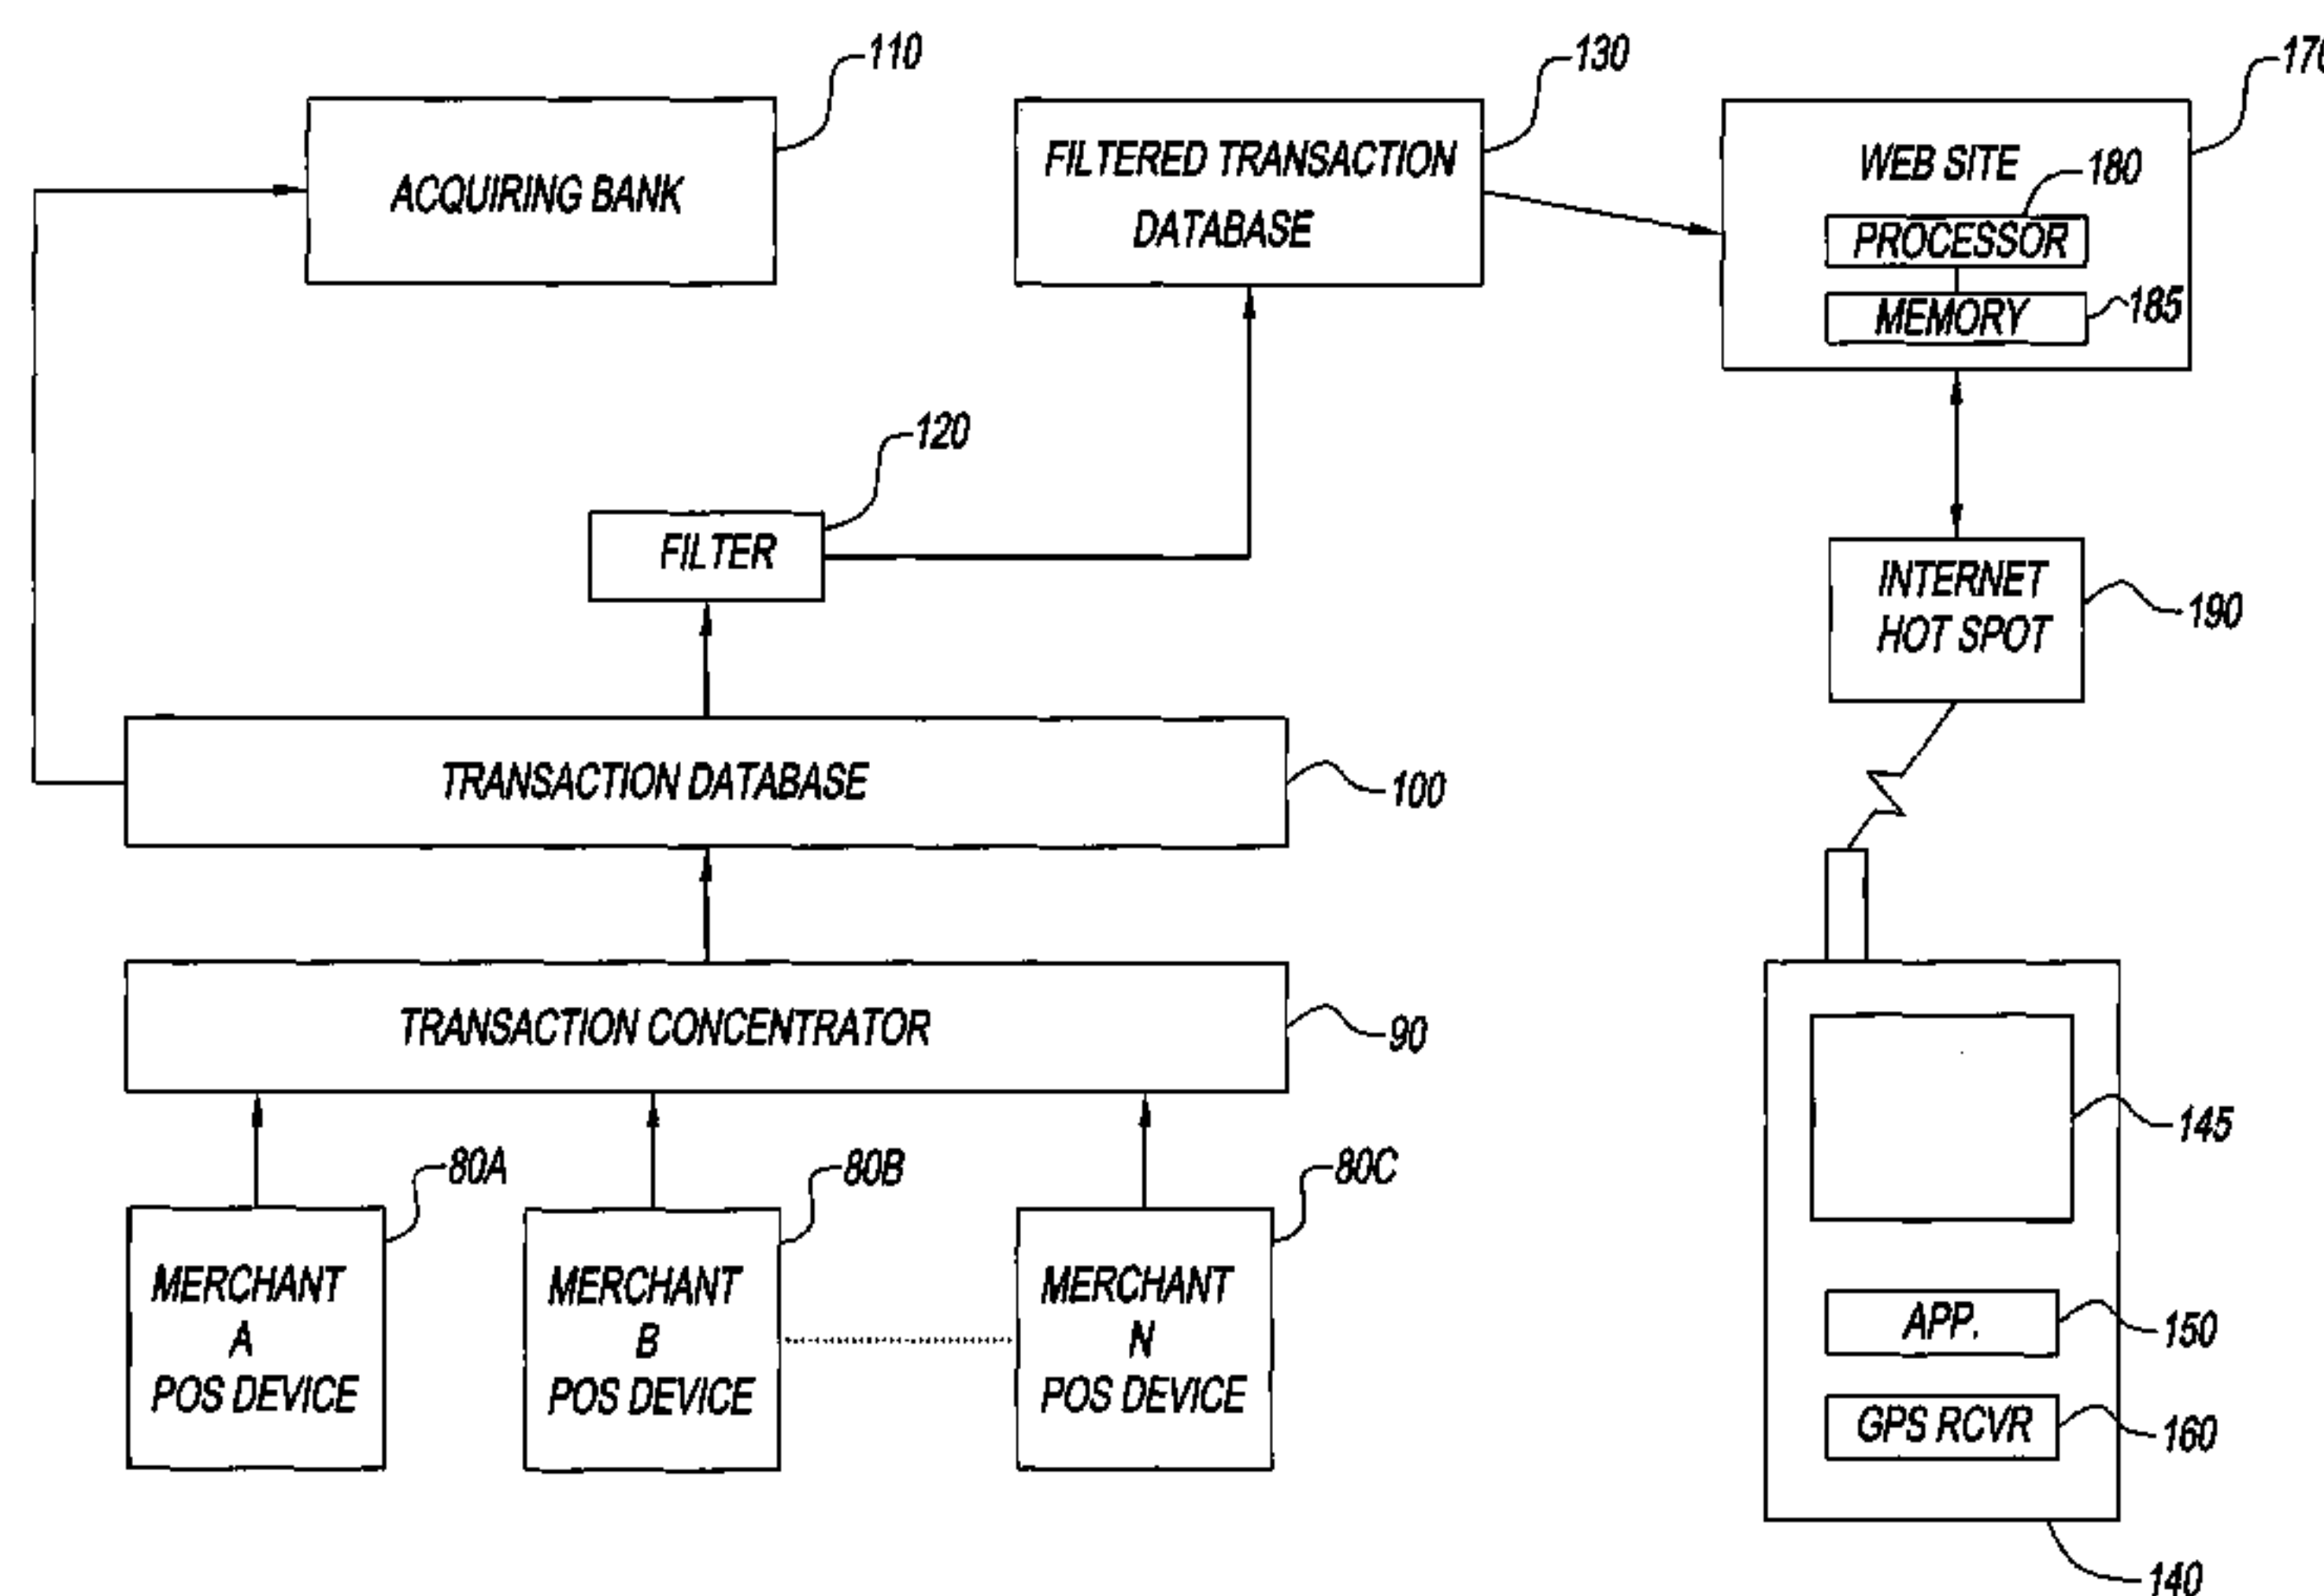 110
ACQUIRING BANK
130
FILTERED TRANSACTION
DATABASE
170
WEB SITE
180
PROCESSOR
MEMORY
185
120
FILTER
INTERNET
HOT SPOT
190
TRANSACTION DATABASE
100
TRANSACTION CONCENTRATOR
90
80A
80B
80C
MERCHANT
A
POS DEVICE
MERCHANT
B
POS DEVICE
MERCHANT
N
POS DEVICE
145
APP.
150
GPS RCVR
160
140